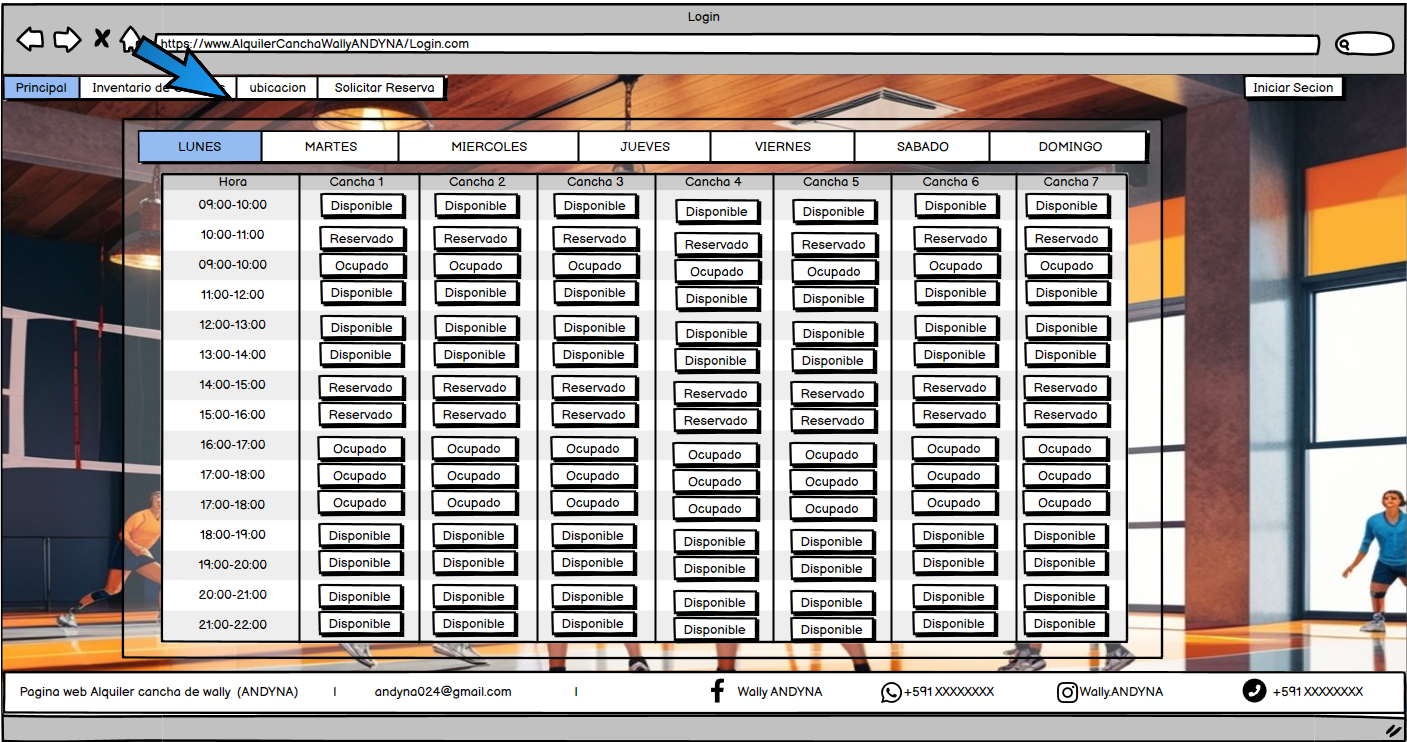 Login
https://www.AlquilerCanchaWallyANDYNA/Login.com
Principal Inventario de ubicacion Solicitar Reserva Iniciar Secion
LUNES MARTES MIERCOLES JUEVES VIERNES SABADO DOMINGO
Hora Cancha 1 Cancha 2 Cancha 3 Cancha 4 Cancha 5 Cancha 6 Cancha 7
09:00-10:00 Disponible Disponible Disponible Disponible Disponible Disponible Disponible
10:00-11:00 Reservado Reservado Reservado Reservado Reservado Reservado Reservado
09:00-10:00 Ocupado Ocupado Ocupado Ocupado Ocupado Ocupado Ocupado
11:00-12:00 Disponible Disponible Disponible Disponible Disponible Disponible Disponible
12:00-13:00 Disponible Disponible Disponible Disponible Disponible Disponible Disponible
13:00-14:00 Disponible Disponible Disponible Disponible Disponible Disponible Disponible
14:00-15:00 Reservado Reservado Reservado Reservado Reservado Reservado Reservado
15:00-16:00 Reservado Reservado Reservado Reservado Reservado Reservado Reservado
16:00-17:00 Ocupado Ocupado Ocupado Ocupado Ocupado Ocupado Ocupado
17:00-18:00 Ocupado Ocupado Ocupado Ocupado Ocupado Ocupado Ocupado
17:00-18:00 Ocupado Ocupado Ocupado Ocupado Ocupado Ocupado Ocupado
18:00-19:00 Disponible Disponible Disponible Disponible Disponible Disponible Disponible
19:00-20:00 Disponible Disponible Disponible Disponible Disponible Disponible Disponible
20:00-21:00 Disponible Disponible Disponible Disponible Disponible Disponible Disponible
21:00-22:00 Disponible Disponible Disponible Disponible Disponible Disponible Disponible
Pagina web Alquiler cancha de wally (ANDYNA) | andyna024@gmail.com | Wally ANDYNA +591 XXXXXXXX Wally.ANDYNA +591 XXXXXXXX